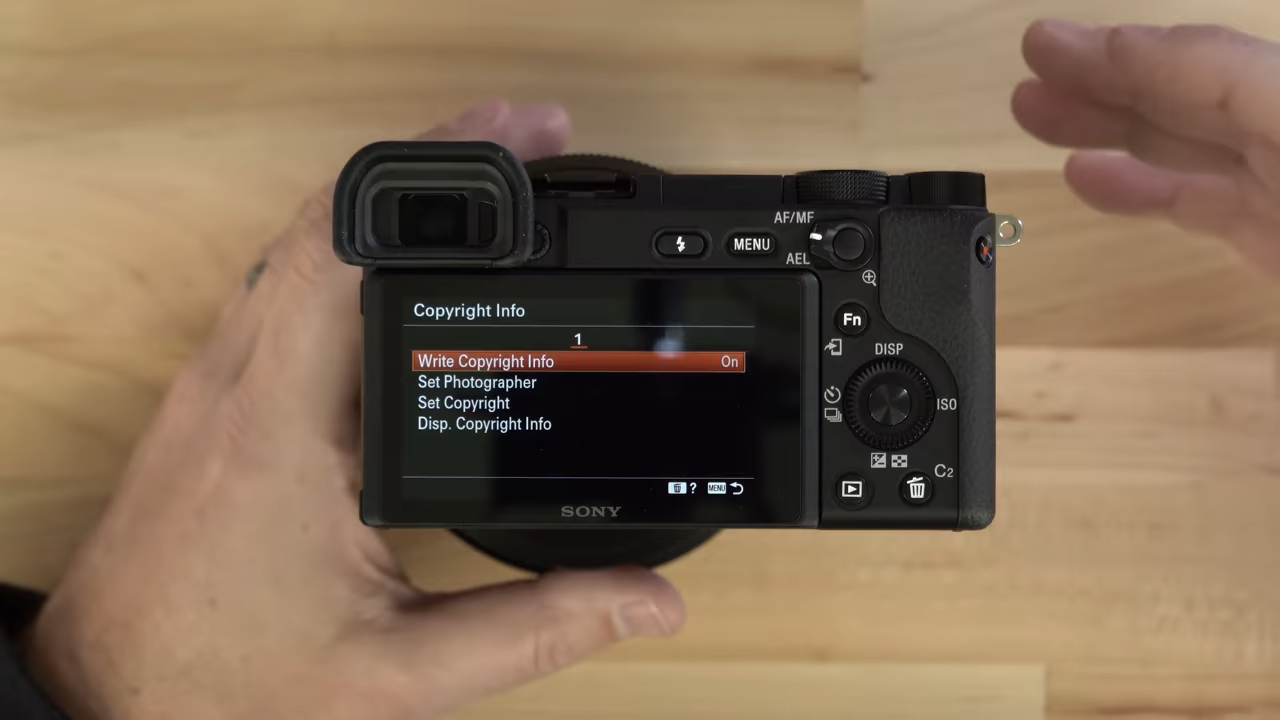 AF/MF
MENU
AEL
Copyright Info
1
Write Copyright Info On
Set Photographer
Set Copyright
Disp. Copyright Info
? MENU
SONY
Fn
DISP
ISO
C2